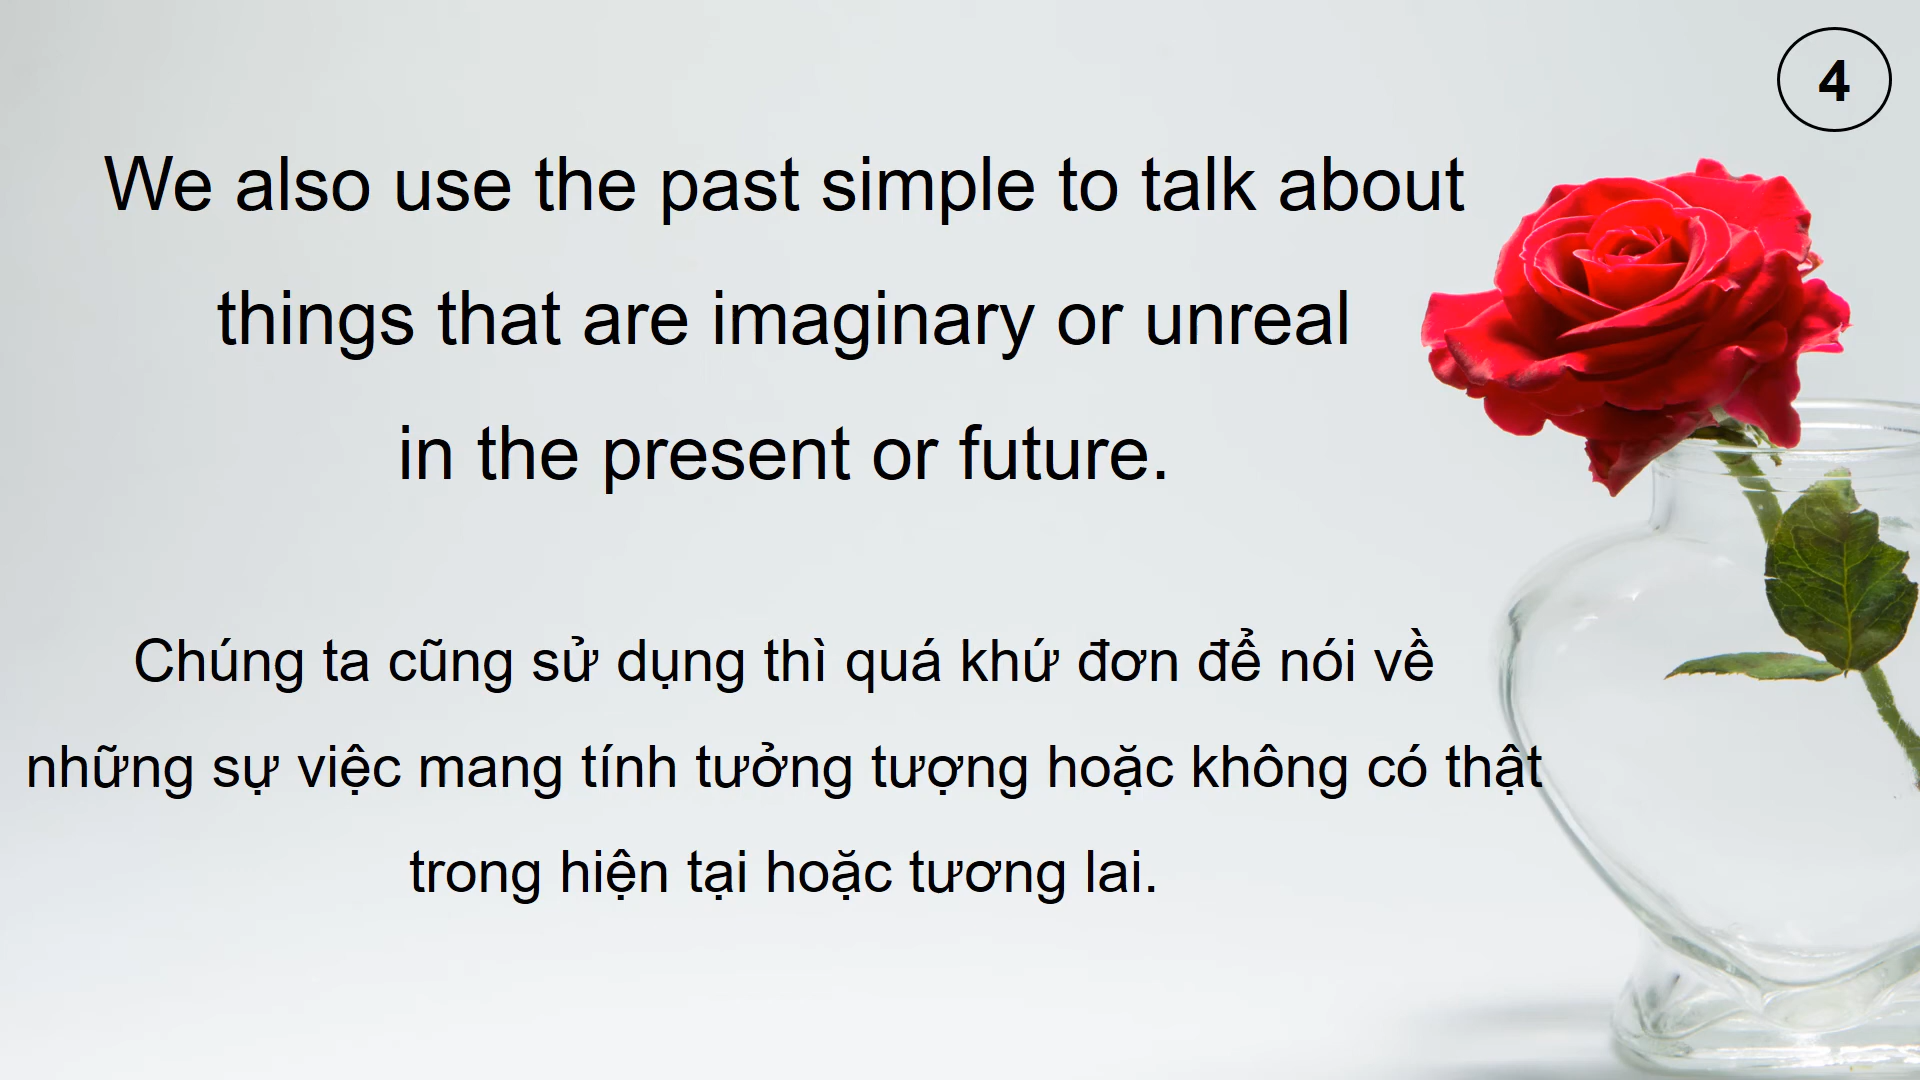 4
We also use the past simple to talk about
things that are imaginary or unreal
in the present or future.
Chúng ta cũng sử dụng thì quá khứ đơn để nói về
những sự việc mang tính tưởng tượng hoặc không có thật
trong hiện tại hoặc tương lai.